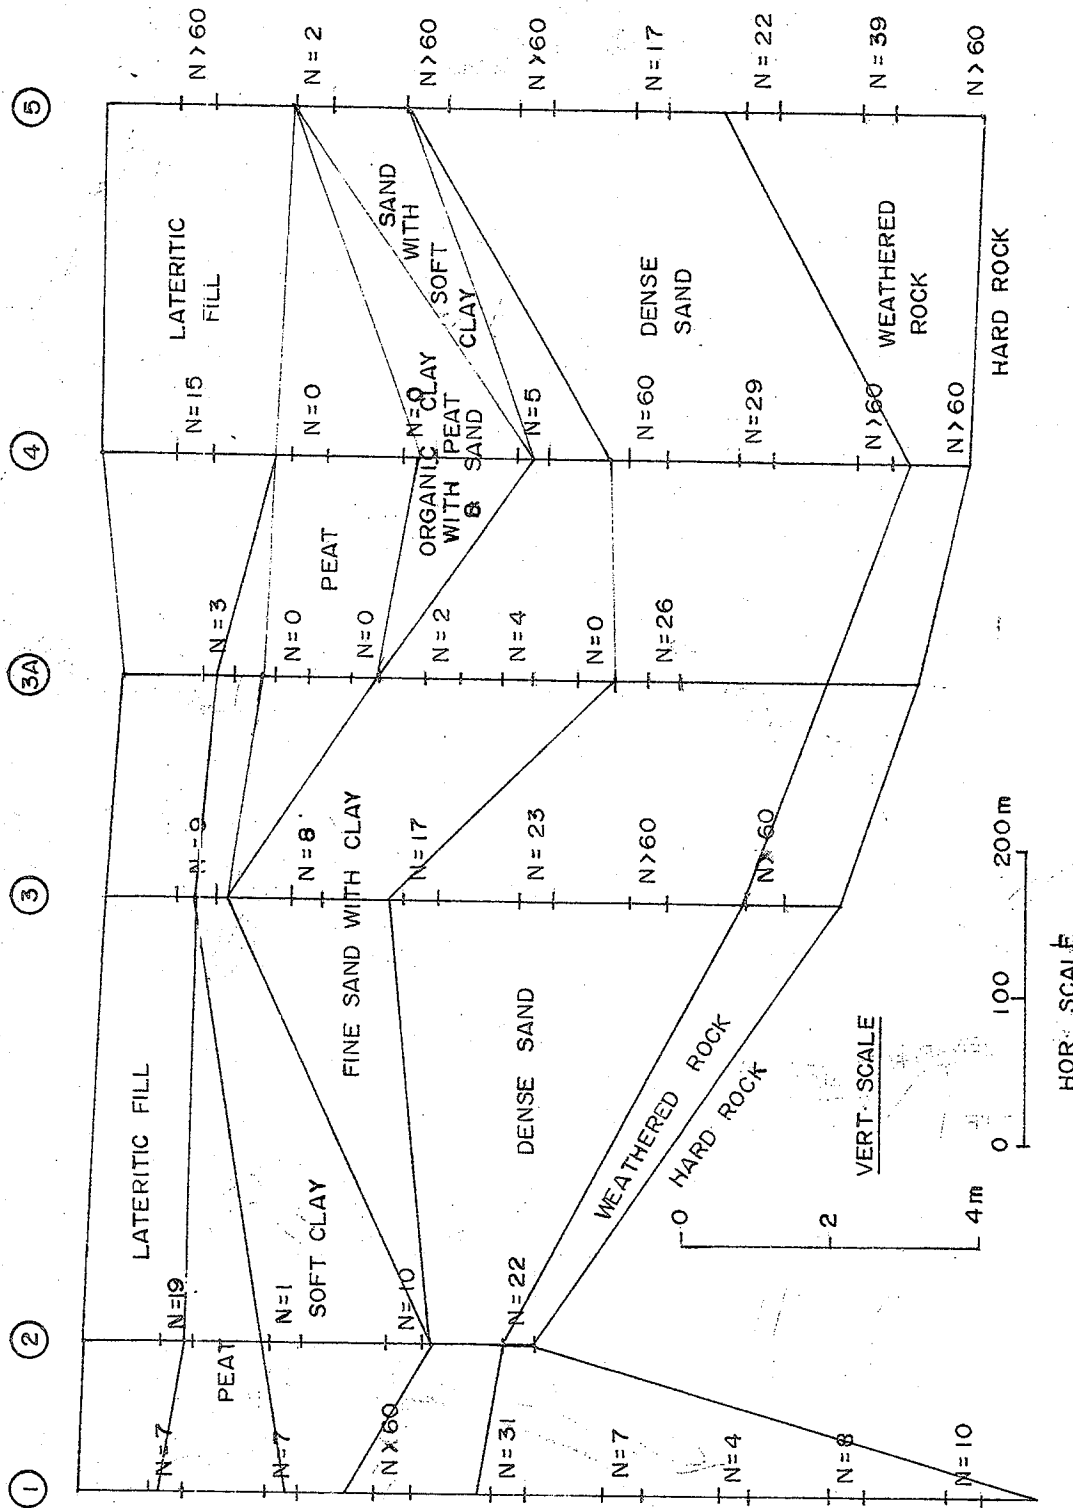 1
2
3
3A
4
5
N=7
N=7
N>60
N=31
N=7
N=4
N=8
N=10
N=19
N=1
N=10
N=22
N=9
N=8
N=17
N=23
N>60
N>60
N=3
N=0
N=0
N=2
N=4
N=0
N=26
N=15
N=0
N=0
N=5
N=60
N=29
N>60
N>60
N>60
N=2
N>60
N>60
N=17
N=22
N=39
N>60
LATERITIC FILL
PEAT
SOFT CLAY
FINE SAND WITH CLAY
DENSE SAND
WEATHERED ROCK
HARD ROCK
LATERITIC
FILL
PEAT
ORGANIC CLAY
WITH PEAT
& SAND
SAND
WITH
SOFT
CLAY
DENSE
SAND
WEATHERED
ROCK
HARD ROCK
0
2
4m
VERT. SCALE
0
100
200m
HOR. SCALE